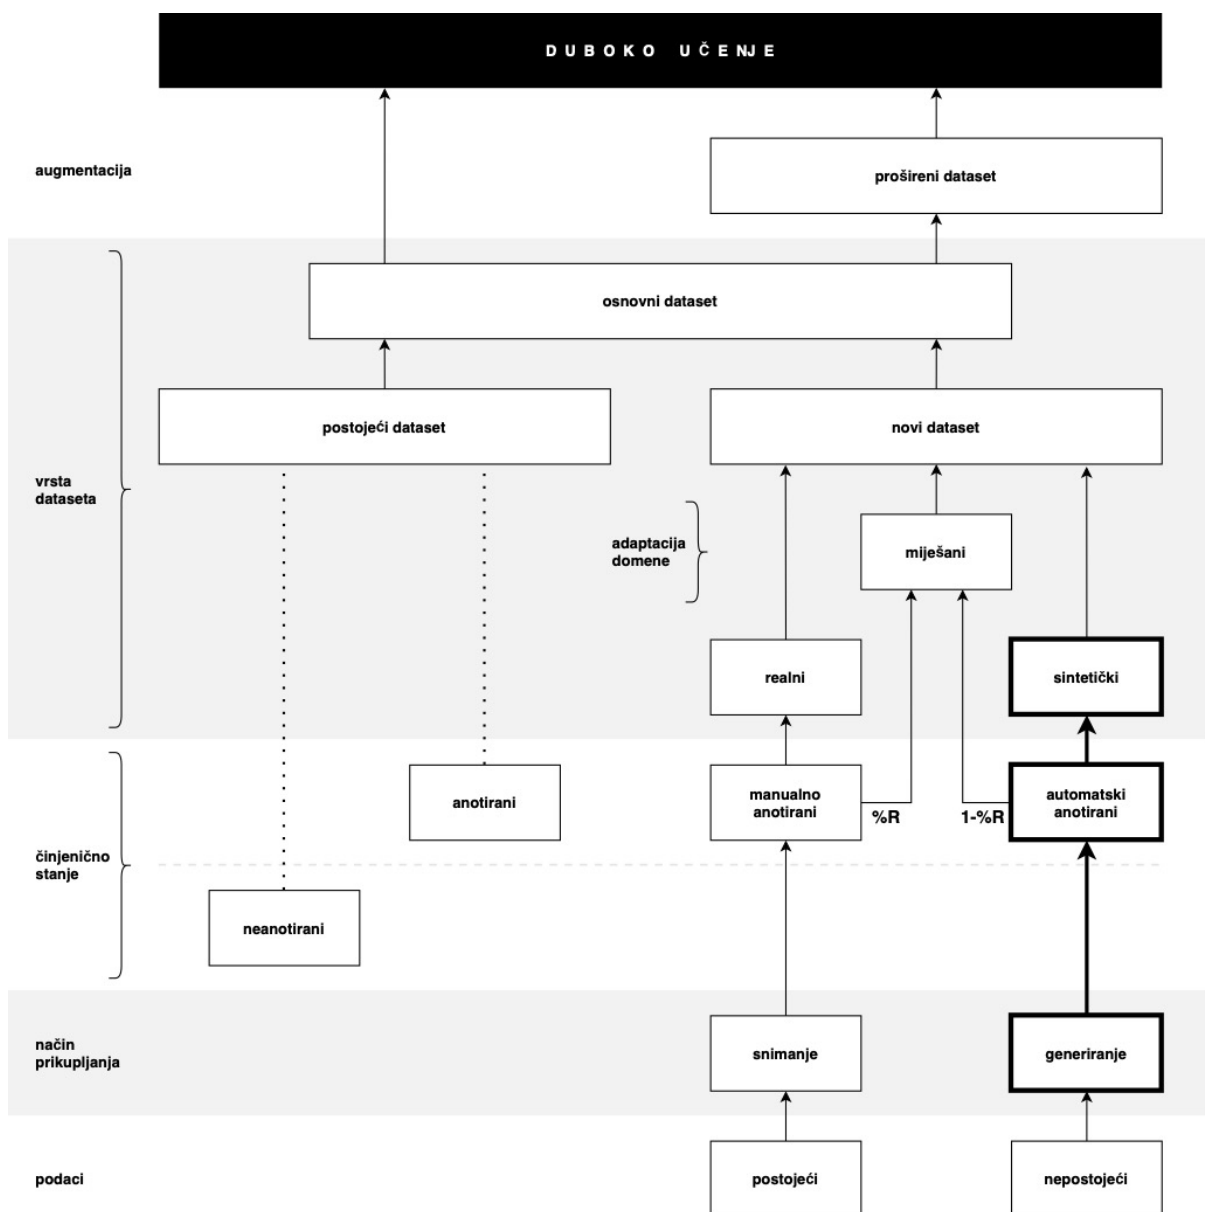 DUBOKO UČENJE
augmentacija
prošireni dataset
osnovni dataset
postojeći dataset
novi dataset
vrsta
dataseta
adaptacija
domene
miješani
realni
sintetički
anotirani
manualno
anotirani
%R
1-%R
automatski
anotirani
činjenično
stanje
neanotirani
način
prikupljanja
snimanje
generiranje
podaci
postojeći
nepostojeći